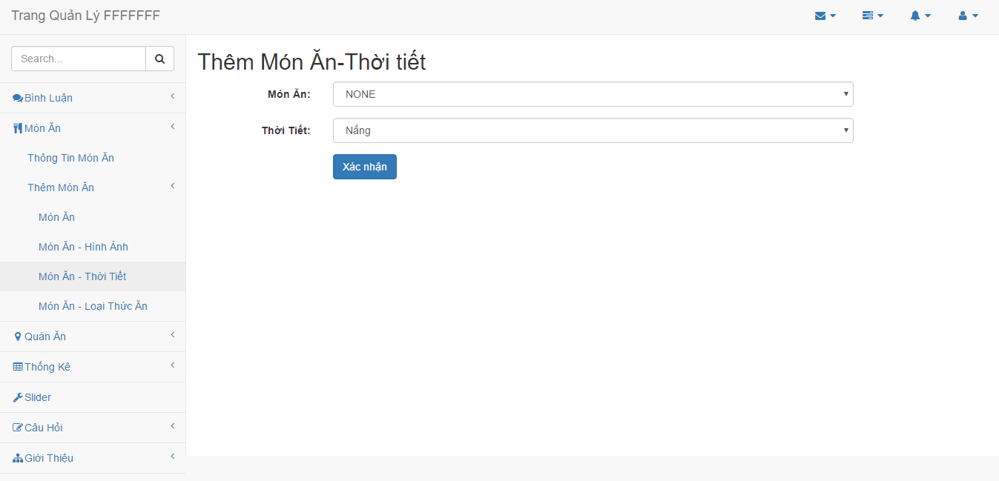 Trang Quản Lý FFFFFFF
Search...
Bình Luận
Món Ăn
Thông Tin Món Ăn
Thêm Món Ăn
Món Ăn
Món Ăn - Hình Ảnh
Món Ăn - Thời Tiết
Món Ăn - Loại Thức Ăn
Quán Ăn
Thống Kê
Slider
Câu Hỏi
Giới Thiệu
Thêm Món Ăn-Thời tiết
Món Ăn: NONE
Thời Tiết: Nắng
Xác nhận